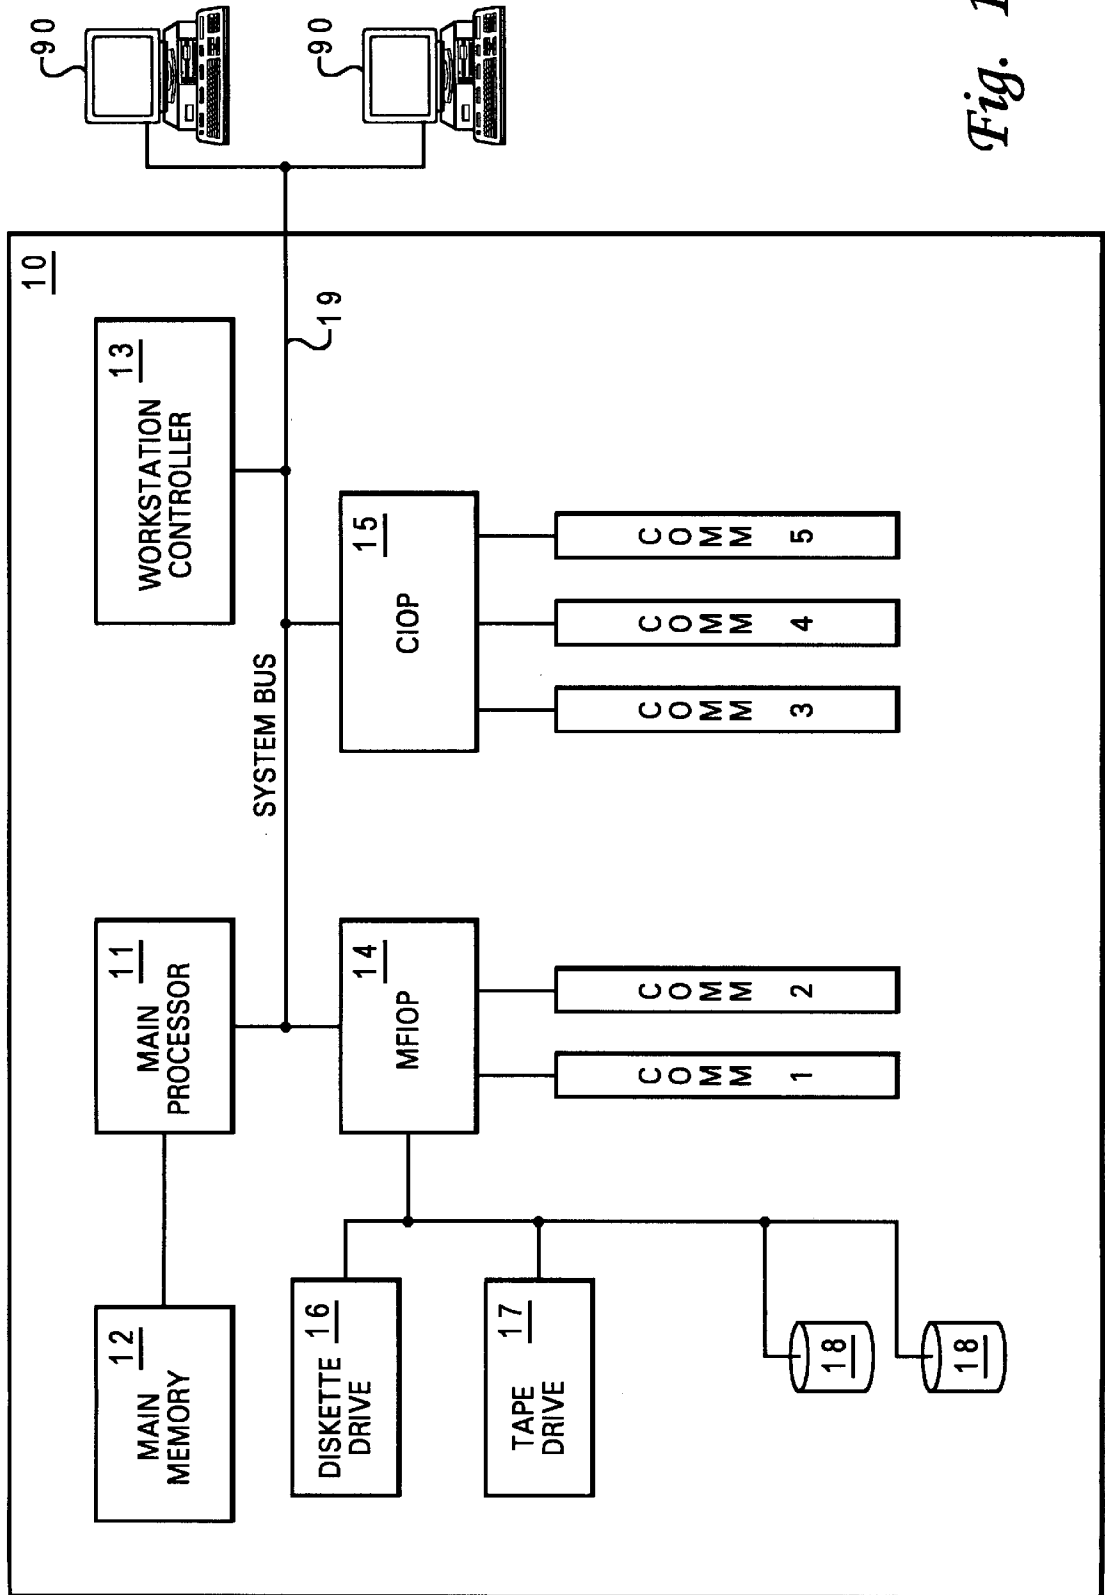 10
MAIN
MEMORY
12
MAIN
PROCESSOR
11
WORKSTATION
CONTROLLER
13
90
SYSTEM BUS
19
90
DISKETTE
DRIVE
16
MFIOP
14
CIOP
15
TAPE
DRIVE
17
COMM 1
COMM 2
COMM 3
COMM 4
COMM 5
18
18
Fig. 1